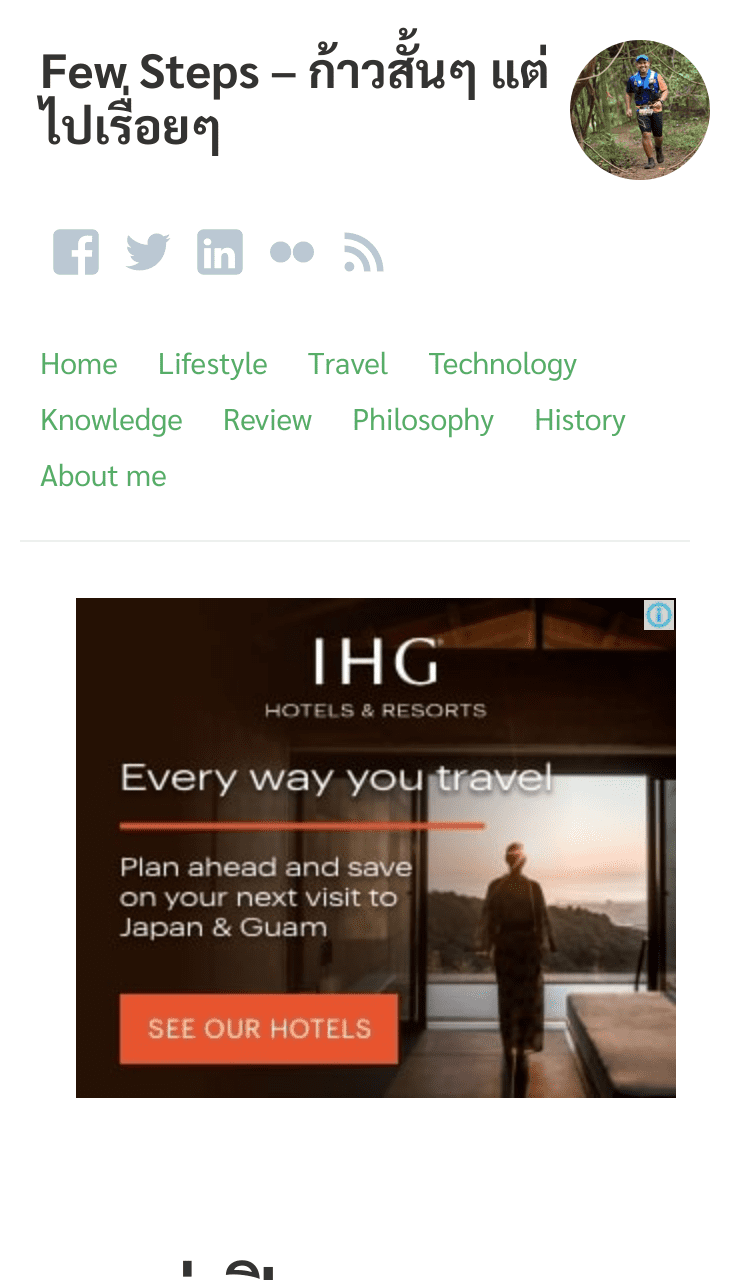 Few Steps – ก้าวสั้นๆ แต่
ไปเรื่อยๆ
Home Lifestyle Travel Technology
Knowledge Review Philosophy History
About me
IHG
HOTELS & RESORTS
Every way you travel
Plan ahead and save
on your next visit to
Japan & Guam
SEE OUR HOTELS